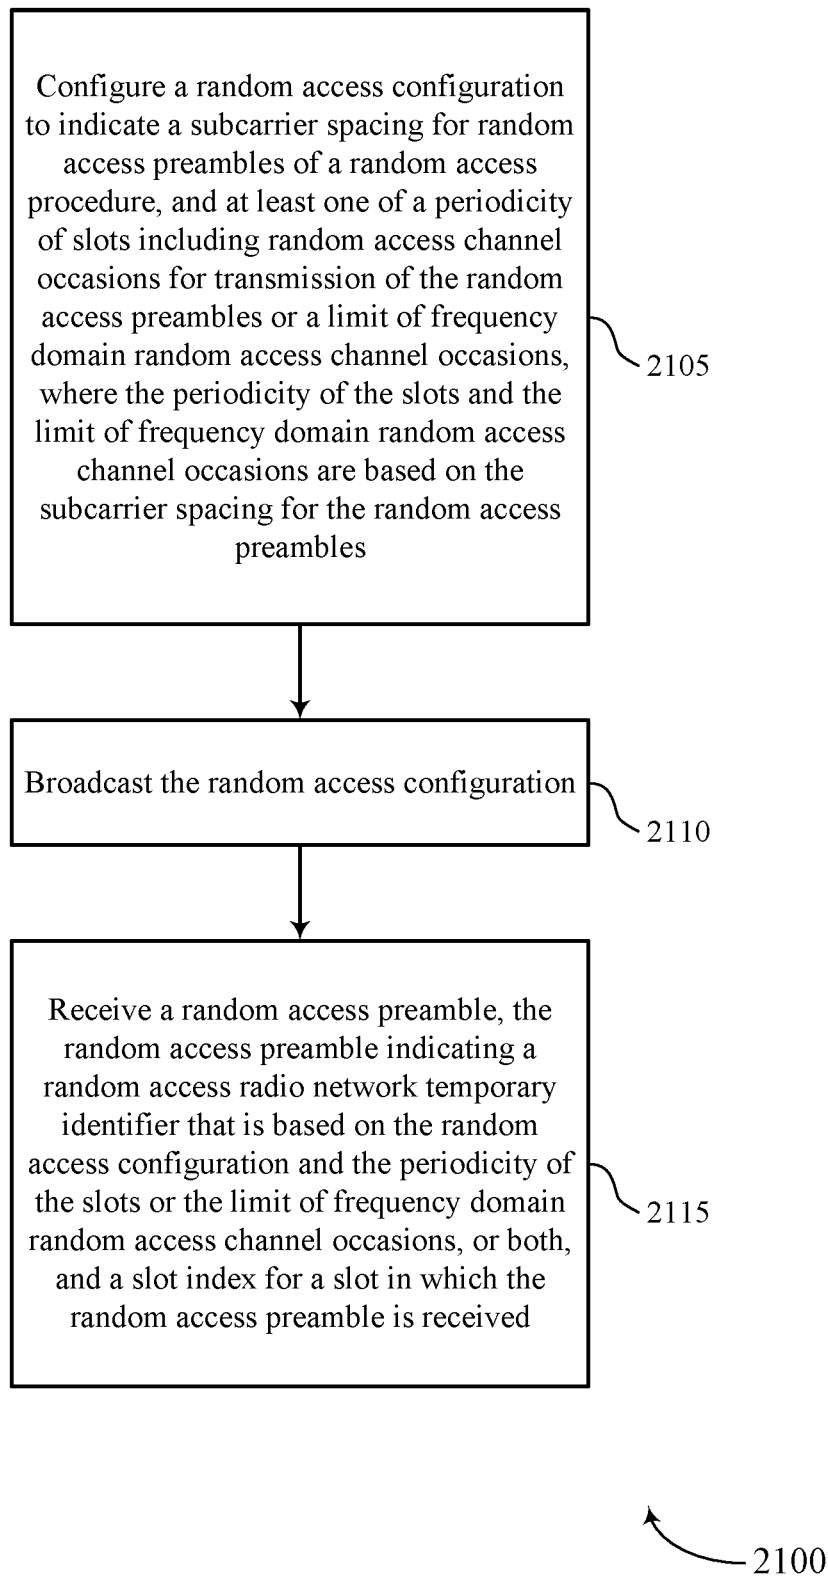 Configure a random access configuration
to indicate a subcarrier spacing for random
access preambles of a random access
procedure, and at least one of a periodicity
of slots including random access channel
occasions for transmission of the random
access preambles or a limit of frequency
domain random access channel occasions,
where the periodicity of the slots and the
limit of frequency domain random access
channel occasions are based on the
subcarrier spacing for the random access
preambles
2105
Broadcast the random access configuration
2110
Receive a random access preamble, the
random access preamble indicating a
random access radio network temporary
identifier that is based on the random
access configuration and the periodicity of
the slots or the limit of frequency domain
random access channel occasions, or both,
and a slot index for a slot in which the
random access preamble is received
2115
2100